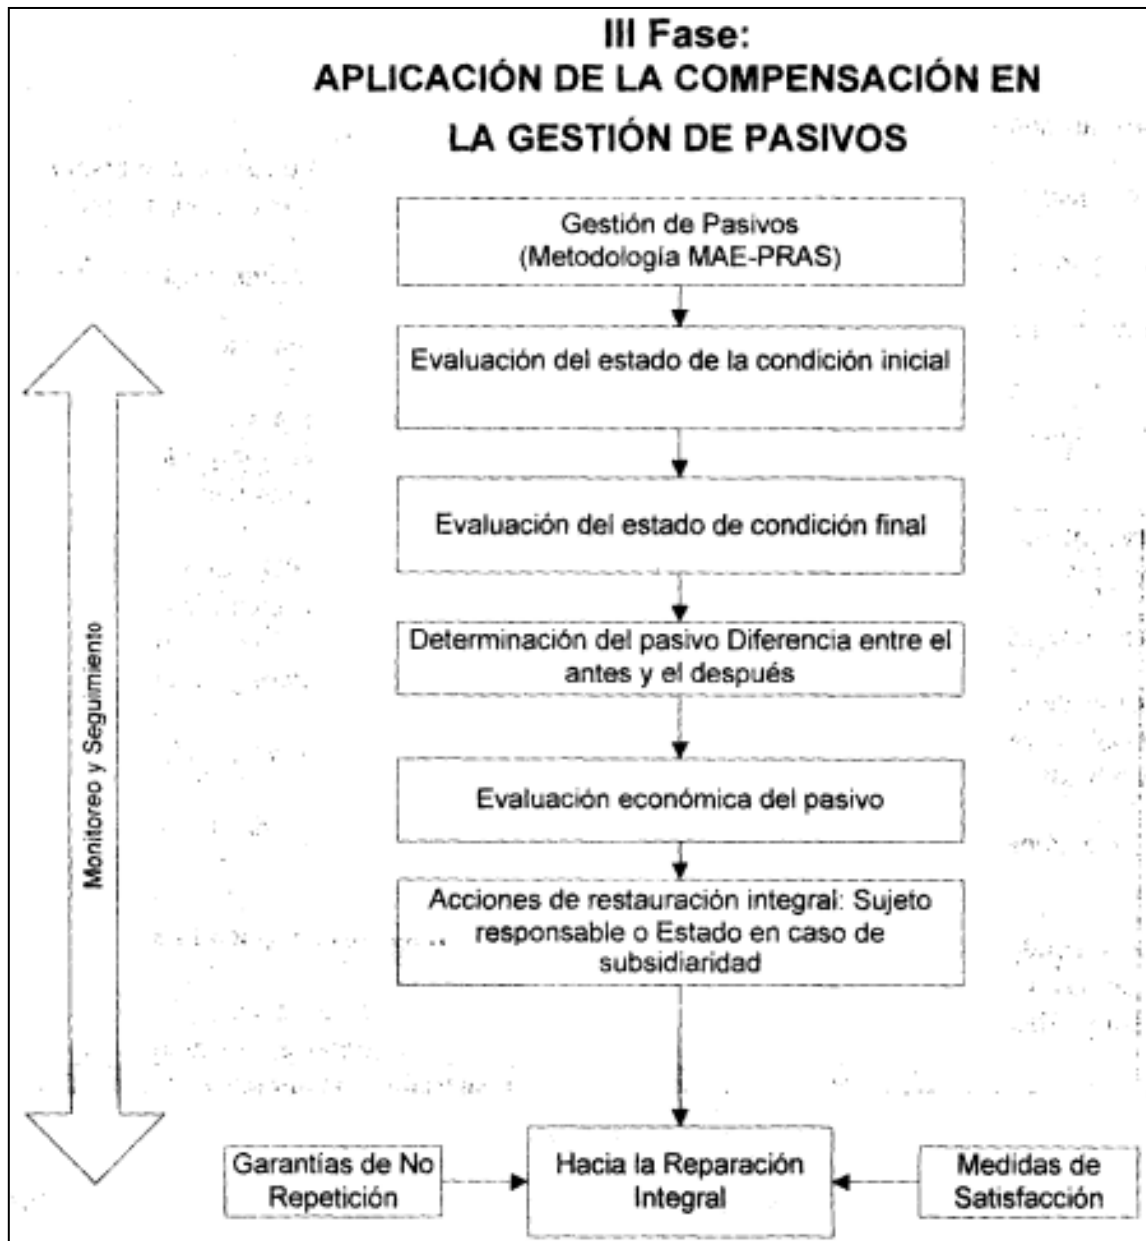 III Fase:
APLICACIÓN DE LA COMPENSACIÓN EN
LA GESTIÓN DE PASIVOS
Gestión de Pasivos
(Metodología MAE-PRAS)
Evaluación del estado de la condición inicial
Evaluación del estado de condición final
Determinación del pasivo Diferencia entre el
antes y el después
Evaluación económica del pasivo
Acciones de restauración integral: Sujeto
responsable o Estado en caso de
subsidiaridad
Monitoreo y Seguimiento
Garantías de No
Repetición
Hacia la Reparación
Integral
Medidas de
Satisfacción